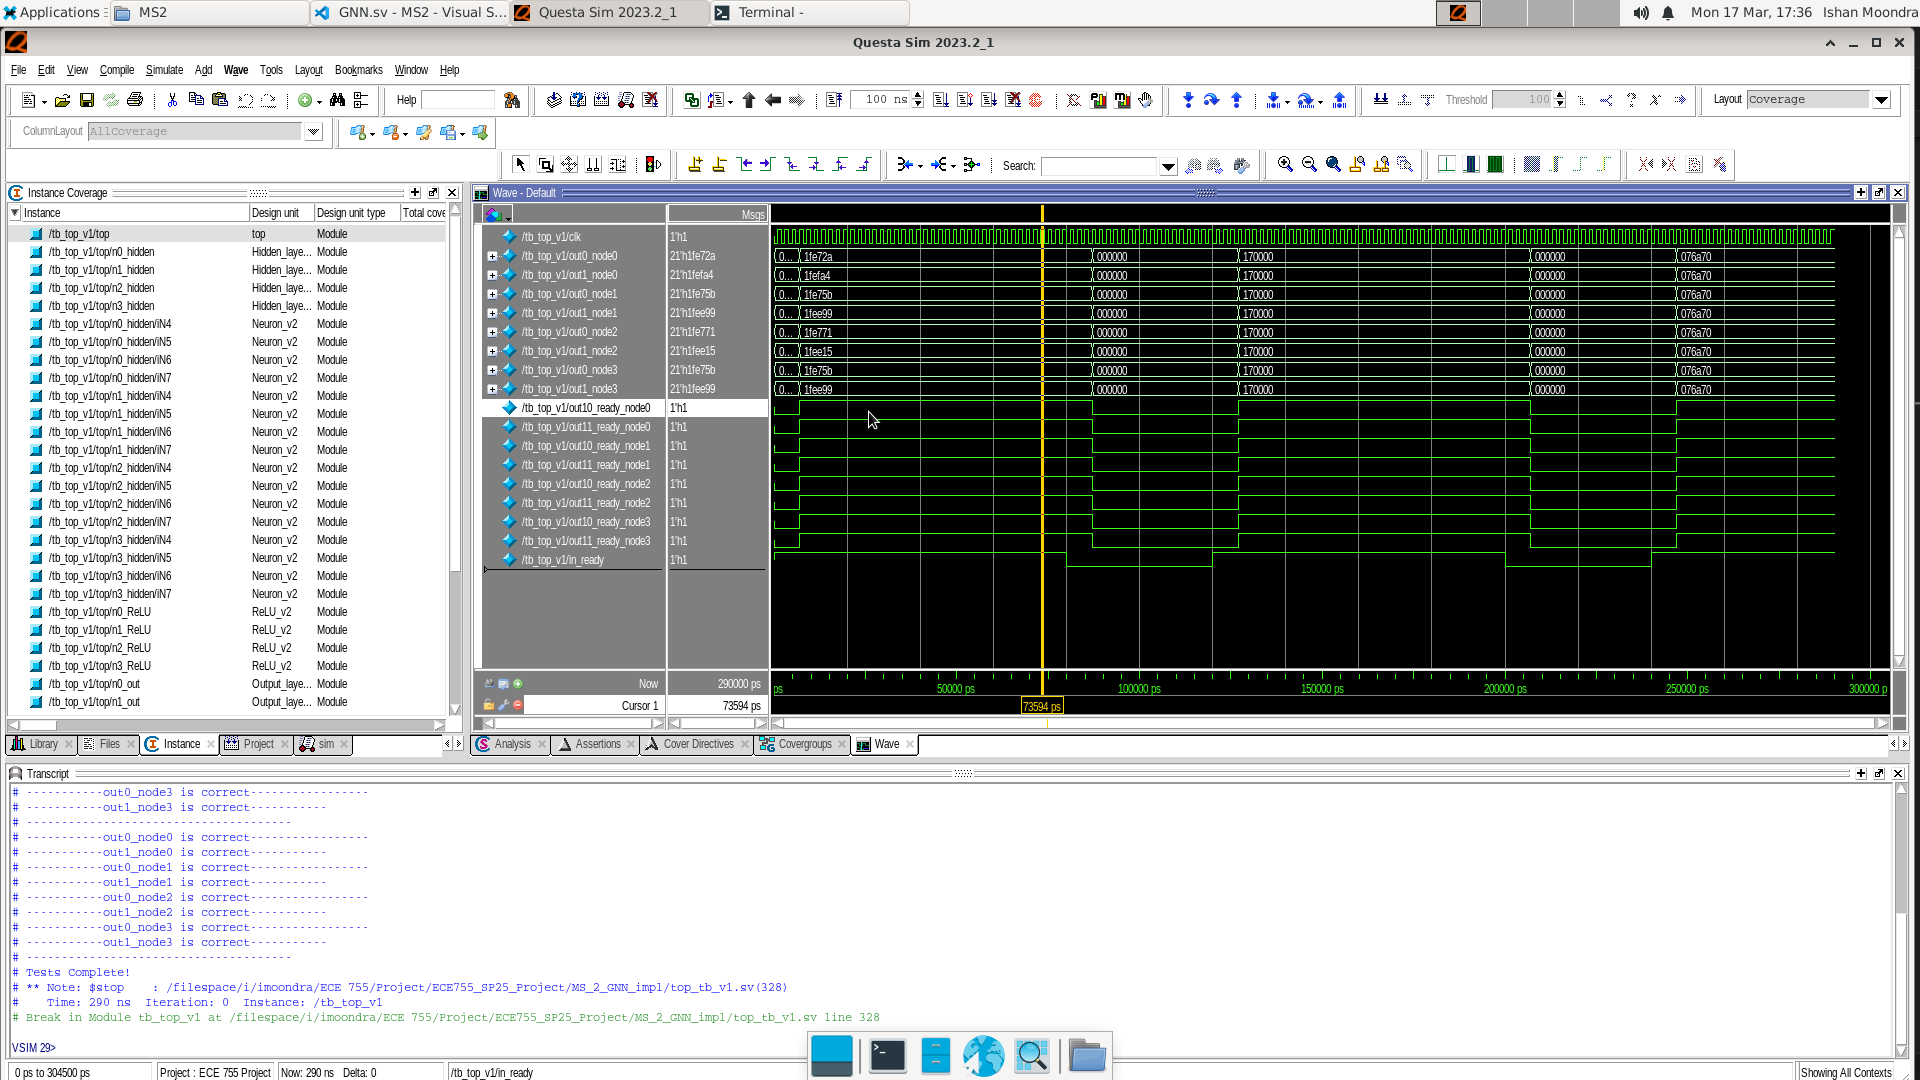 Applications
MS2
GNN.sv - MS2 - Visual S...
Questa Sim 2023.2_1
Terminal -
Mon 17 Mar, 17:36
Ishan Moondra
Questa Sim 2023.2_1
File Edit View Compile Simulate Add Wave Tools Layout Bookmarks Window Help
Help
100 ns
Threshold 100
Layout Coverage
ColumnLayout AllCoverage
Search:
Instance Coverage
Wave - Default
Instance Design unit Design unit type Total cove
/tb_top_v1/top top Module
/tb_top_v1/top/n0_hidden Hidden_laye... Module
/tb_top_v1/top/n1_hidden Hidden_laye... Module
/tb_top_v1/top/n2_hidden Hidden_laye... Module
/tb_top_v1/top/n3_hidden Hidden_laye... Module
/tb_top_v1/top/n0_hidden/iN4 Neuron_v2 Module
/tb_top_v1/top/n0_hidden/iN5 Neuron_v2 Module
/tb_top_v1/top/n0_hidden/iN6 Neuron_v2 Module
/tb_top_v1/top/n0_hidden/iN7 Neuron_v2 Module
/tb_top_v1/top/n1_hidden/iN4 Neuron_v2 Module
/tb_top_v1/top/n1_hidden/iN5 Neuron_v2 Module
/tb_top_v1/top/n1_hidden/iN6 Neuron_v2 Module
/tb_top_v1/top/n1_hidden/iN7 Neuron_v2 Module
/tb_top_v1/top/n2_hidden/iN4 Neuron_v2 Module
/tb_top_v1/top/n2_hidden/iN5 Neuron_v2 Module
/tb_top_v1/top/n2_hidden/iN6 Neuron_v2 Module
/tb_top_v1/top/n2_hidden/iN7 Neuron_v2 Module
/tb_top_v1/top/n3_hidden/iN4 Neuron_v2 Module
/tb_top_v1/top/n3_hidden/iN5 Neuron_v2 Module
/tb_top_v1/top/n3_hidden/iN6 Neuron_v2 Module
/tb_top_v1/top/n3_hidden/iN7 Neuron_v2 Module
/tb_top_v1/top/n0_ReLU ReLU_v2 Module
/tb_top_v1/top/n1_ReLU ReLU_v2 Module
/tb_top_v1/top/n2_ReLU ReLU_v2 Module
/tb_top_v1/top/n3_ReLU ReLU_v2 Module
/tb_top_v1/top/n0_out Output_laye... Module
/tb_top_v1/top/n1_out Output_laye... Module
Msgs
/tb_top_v1/clk 1'h1
/tb_top_v1/out0_node0 21'h1fe72a 0... 1fe72a 000000 170000 000000 076a70
/tb_top_v1/out1_node0 21'h1fefa4 0... 1fefa4 000000 170000 000000 076a70
/tb_top_v1/out0_node1 21'h1fe75b 0... 1fe75b 000000 170000 000000 076a70
/tb_top_v1/out1_node1 21'h1fee99 0... 1fee99 000000 170000 000000 076a70
/tb_top_v1/out0_node2 21'h1fe771 0... 1fe771 000000 170000 000000 076a70
/tb_top_v1/out1_node2 21'h1fee15 0... 1fee15 000000 170000 000000 076a70
/tb_top_v1/out0_node3 21'h1fe75b 0... 1fe75b 000000 170000 000000 076a70
/tb_top_v1/out1_node3 21'h1fee99 0... 1fee99 000000 170000 000000 076a70
/tb_top_v1/out10_ready_node0 1'h1
/tb_top_v1/out11_ready_node0 1'h1
/tb_top_v1/out10_ready_node1 1'h1
/tb_top_v1/out11_ready_node1 1'h1
/tb_top_v1/out10_ready_node2 1'h1
/tb_top_v1/out11_ready_node2 1'h1
/tb_top_v1/out10_ready_node3 1'h1
/tb_top_v1/out11_ready_node3 1'h1
/tb_top_v1/in_ready 1'h1
Now 290000 ps ps 50000 ps 100000 ps 150000 ps 200000 ps 250000 ps 300000 p
Cursor 1 73594 ps 73594 ps
Library Files Instance Project sim
Analysis Assertions Cover Directives Covergroups Wave
Transcript
# -----------out0_node3 is correct-----------------
# -----------out1_node3 is correct-----------
# ----------------------------------
# -----------out0_node0 is correct-----------------
# -----------out1_node0 is correct-----------
# -----------out0_node1 is correct-----------------
# -----------out1_node1 is correct-----------
# -----------out0_node2 is correct-----------------
# -----------out1_node2 is correct-----------
# -----------out0_node3 is correct-----------------
# -----------out1_node3 is correct-----------
# ----------------------------------
# Tests Complete!
# ** Note: $stop : /filespace/i/imoondra/ECE 755/Project/ECE755_SP25_Project/MS_2_GNN_impl/top_tb_v1.sv(328)
# Time: 290 ns Iteration: 0 Instance: /tb_top_v1
# Break in Module tb_top_v1 at /filespace/i/imoondra/ECE 755/Project/ECE755_SP25_Project/MS_2_GNN_impl/top_tb_v1.sv line 328
VSIM 29>
0 ps to 304500 ps
Project : ECE 755 Project
Now: 290 ns Delta: 0
/tb_top_v1/in_ready
Showing All Contexts